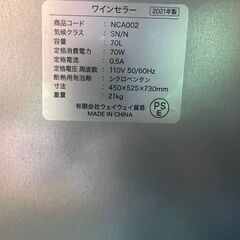 ワインセラー 2021年製
商品コード： NCA002
気候クラス： SN/N
容量： 70L
定格消費電力： 70W
定格電流： 0.5A
定格電圧 周波数： 110V 50/60Hz
断熱用発泡剤： シクロペンタン
寸法： 450×525×730mm
重量： 21kg
有限会社ウェイウェイ貿易
MADE IN CHINA
PS
E